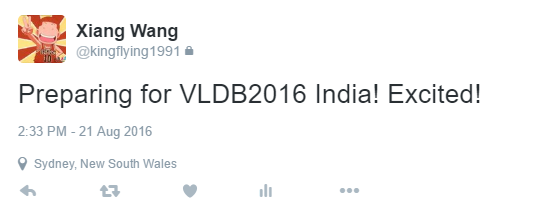 Xiang Wang
@kingflying1991
Preparing for VLDB2016 India! Excited!
2:33 PM - 21 Aug 2016
Sydney, New South Wales